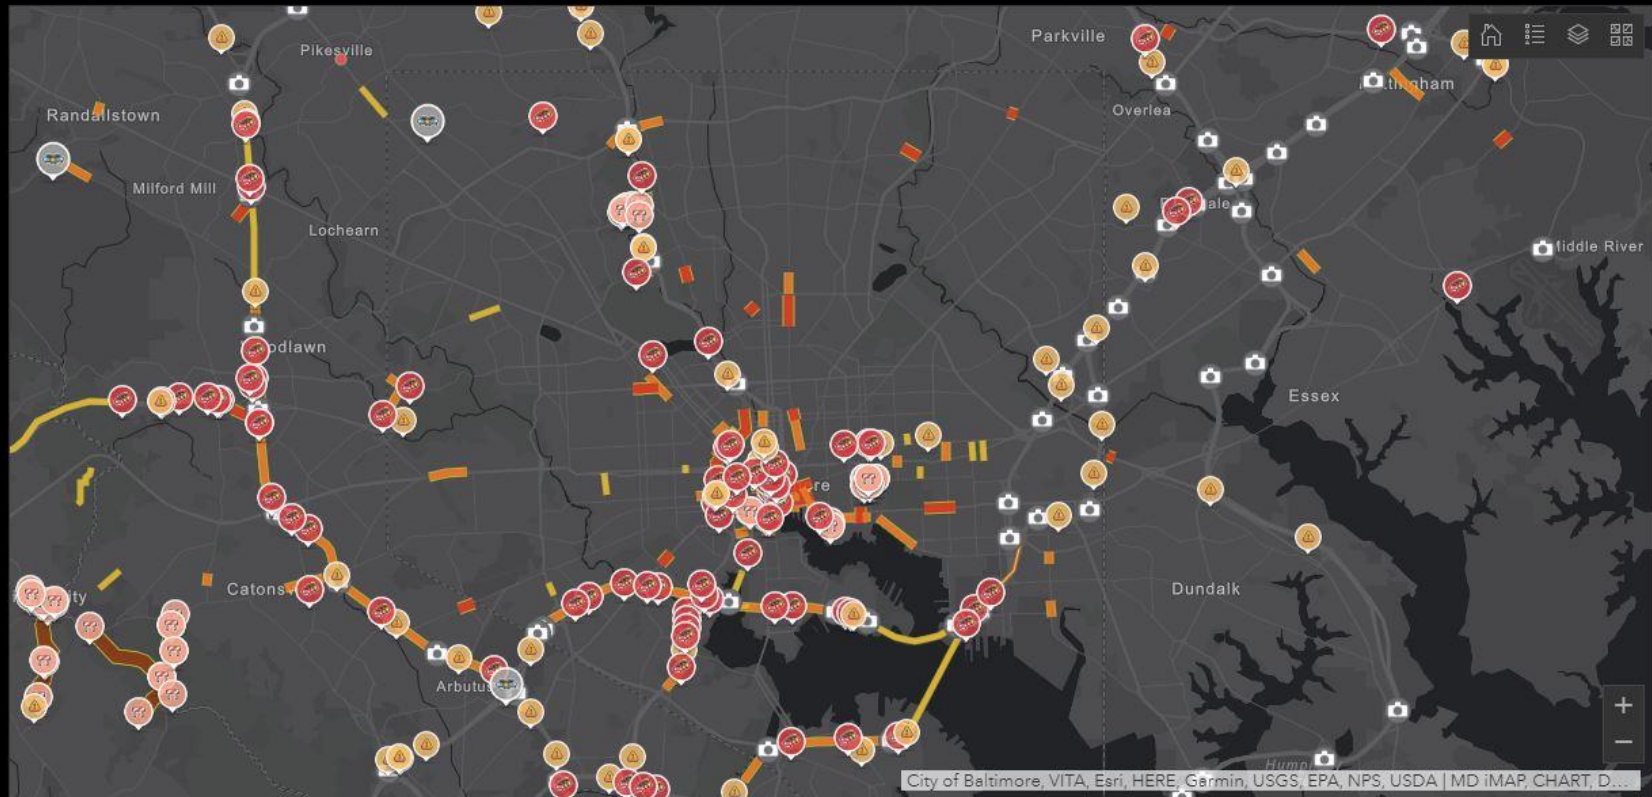 Pikesville
Parkville
Overlea
Randallstown
Milford Mill
Lochearn
Middle River
Essex
Dundalk
Arbutus
City of Baltimore, VITA, Esri, HERE, Garmin, USGS, EPA, NPS, USDA | MD iMAP, CHART, D...